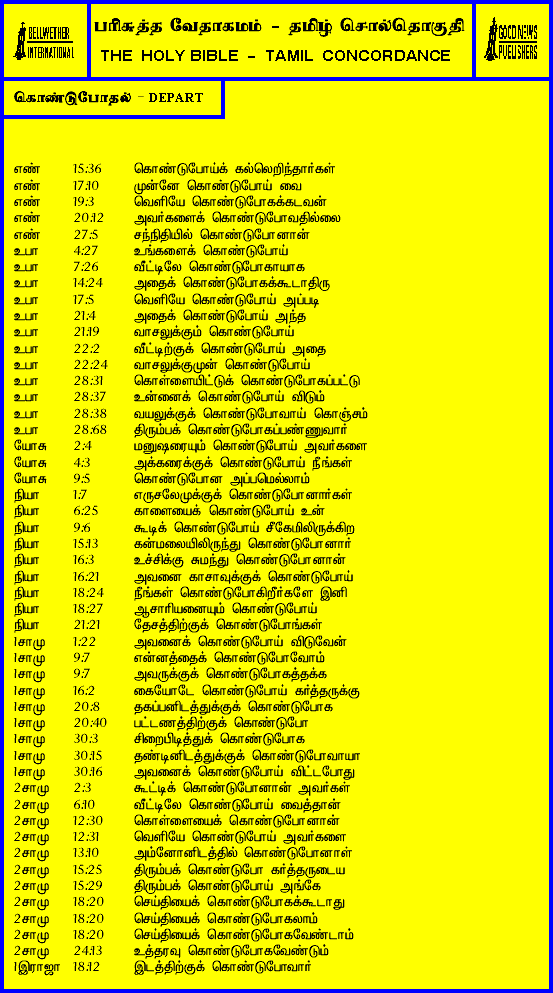 BELLWETHER
INTERNATIONAL
பரிசுத்த வேதாகமம் - தமிழ் சொல்தொகுதி
THE HOLY BIBLE - TAMIL CONCORDANCE
GOOD NEWS
PUBLISHERS
கொண்டுபோதல் - DEPART
எண் 15:36 கொண்டுபோய்க் கல்லெறிந்தார்கள்
எண் 17:10 முன்னே கொண்டுபோய் வை
எண் 19:3 வெளியே கொண்டுபோகக்கடவன்
எண் 20:12 அவர்களைக் கொண்டுபோவதில்லை
எண் 27:5 சந்நிதியில் கொண்டுபோனான்
உபா 4:27 உங்களைக் கொண்டுபோய்
உபா 7:26 வீட்டிலே கொண்டுபோகாயாக
உபா 14:24 அதைக் கொண்டுபோகக்கூடாதிரு
உபா 17:5 வெளியே கொண்டுபோய் அப்படி
உபா 21:4 அதைக் கொண்டுபோய் அந்த
உபா 21:19 வாசலுக்கும் கொண்டுபோய்
உபா 22:2 வீட்டிற்குக் கொண்டுபோய் அதை
உபா 22:24 வாசலுக்குமுன் கொண்டுபோய்
உபா 28:31 கொள்ளையிட்டுக் கொண்டுபோகப்பட்டு
உபா 28:37 உன்னைக் கொண்டுபோய் விடும்
உபா 28:38 வயலுக்குக் கொண்டுபோவாய் கொஞ்சம்
உபா 28:68 திரும்பக் கொண்டுபோகப்பண்ணுவார்
யோசு 2:4 மனுஷரையும் கொண்டுபோய் அவர்களை
யோசு 4:3 அக்கரைக்குக் கொண்டுபோய் நீங்கள்
யோசு 9:5 கொண்டுபோன அப்பமெல்லாம்
நியா 1:7 எருசலேமுக்குக் கொண்டுபோனார்கள்
நியா 6:25 காளையைக் கொண்டுபோய் உன்
நியா 9:6 கூடிக் கொண்டுபோய் சீகேமிலிருக்கிற
நியா 15:13 கன்மலையிலிருந்து கொண்டுபோனார்
நியா 16:3 உச்சிக்கு சுமந்து கொண்டுபோனான்
நியா 16:21 அவனை காசாவுக்குக் கொண்டுபோய்
நியா 18:24 நீங்கள் கொண்டுபோகிறீர்களே இனி
நியா 18:27 ஆசாரியனையும் கொண்டுபோய்
நியா 21:21 தேசத்திற்குக் கொண்டுபோங்கள்
1சாமு 1:22 அவனைக் கொண்டுபோய் விடுவேன்
1சாமு 9:7 என்னத்தைக் கொண்டுபோவோம்
1சாமு 9:7 அவருக்குக் கொண்டுபோகத்தக்க
1சாமு 16:2 கையோடே கொண்டுபோய் கர்த்தருக்கு
1சாமு 20:8 தகப்பனிடத்துக்குக் கொண்டுபோக
1சாமு 20:40 பட்டணத்திற்குக் கொண்டுபோ
1சாமு 30:3 சிறைபிடித்துக் கொண்டுபோக
1சாமு 30:15 தண்டினிடத்துக்குக் கொண்டுபோவாயா
1சாமு 30:16 அவனைக் கொண்டுபோய் விட்டபோது
2சாமு 2:3 கூட்டிக் கொண்டுபோனான் அவர்கள்
2சாமு 6:10 வீட்டிலே கொண்டுபோய் வைத்தான்
2சாமு 12:30 கொள்ளையைக் கொண்டுபோனான்
2சாமு 12:31 வெளியே கொண்டுபோய் அவர்களை
2சாமு 13:10 அம்னோனிடத்தில் கொண்டுபோனாள்
2சாமு 15:25 திரும்பக் கொண்டுபோ கர்த்தருடைய
2சாமு 15:29 திரும்பக் கொண்டுபோய் அங்கே
2சாமு 18:20 செய்தியைக் கொண்டுபோகக்கூடாது
2சாமு 18:20 செய்தியைக் கொண்டுபோகலாம்
2சாமு 18:20 செய்தியைக் கொண்டுபோகவேண்டாம்
2சாமு 24:13 உத்தரவு கொண்டுபோகவேண்டும்
1இராஜா 18:12 இடத்திற்குக் கொண்டுபோவார்